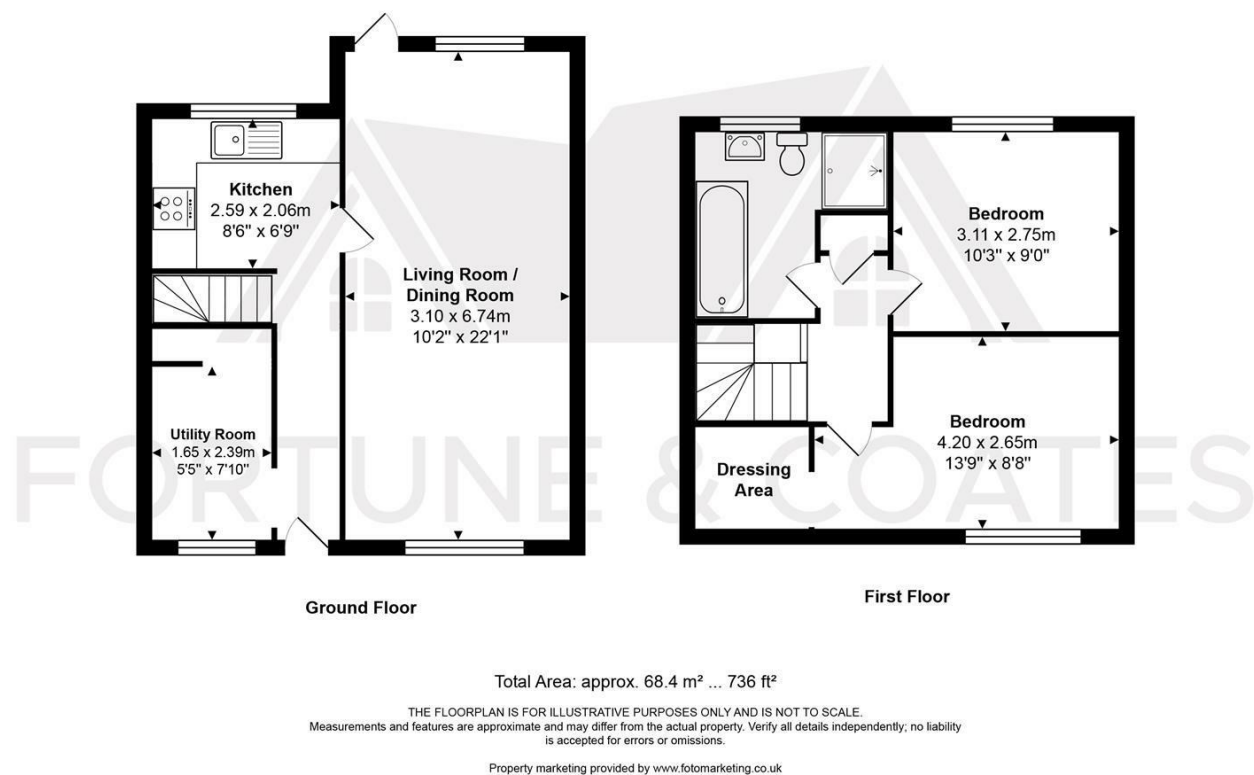 Kitchen
2.59 x 2.06m
8'6" x 6'9"
Living Room /
Dining Room
3.10 x 6.74m
10'2" x 22'1"
Utility Room
1.65 x 2.39m
5'5" x 7'10"
Ground Floor
Bedroom
3.11 x 2.75m
10'3" x 9'0"
Bedroom
4.20 x 2.65m
13'9" x 8'8"
Dressing
Area
First Floor
FORTUNE & COATES
Total Area: approx. 68.4 m² ... 736 ft²
THE FLOORPLAN IS FOR ILLUSTRATIVE PURPOSES ONLY AND IS NOT TO SCALE.
Measurements and features are approximate and may differ from the actual property. Verify all details independently; no liability
is accepted for errors or omissions.
Property marketing provided by www.fotomarketing.co.uk